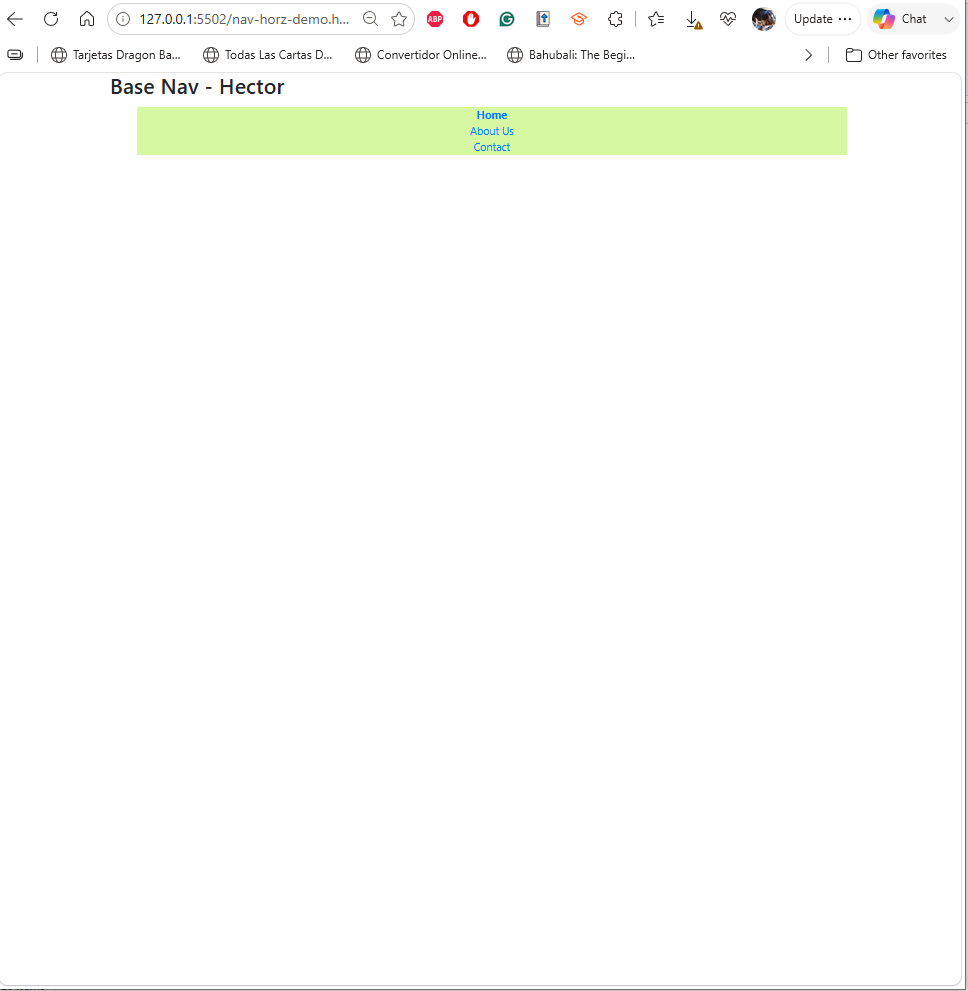 127.0.0.1:5502/nav-horz-demo.h...
ABP
Update
Chat
Tarjetas Dragon Ba...
Todas Las Cartas D...
Convertidor Online...
Bahubali: The Begi...
Other favorites
Base Nav - Hector
Home
About Us
Contact